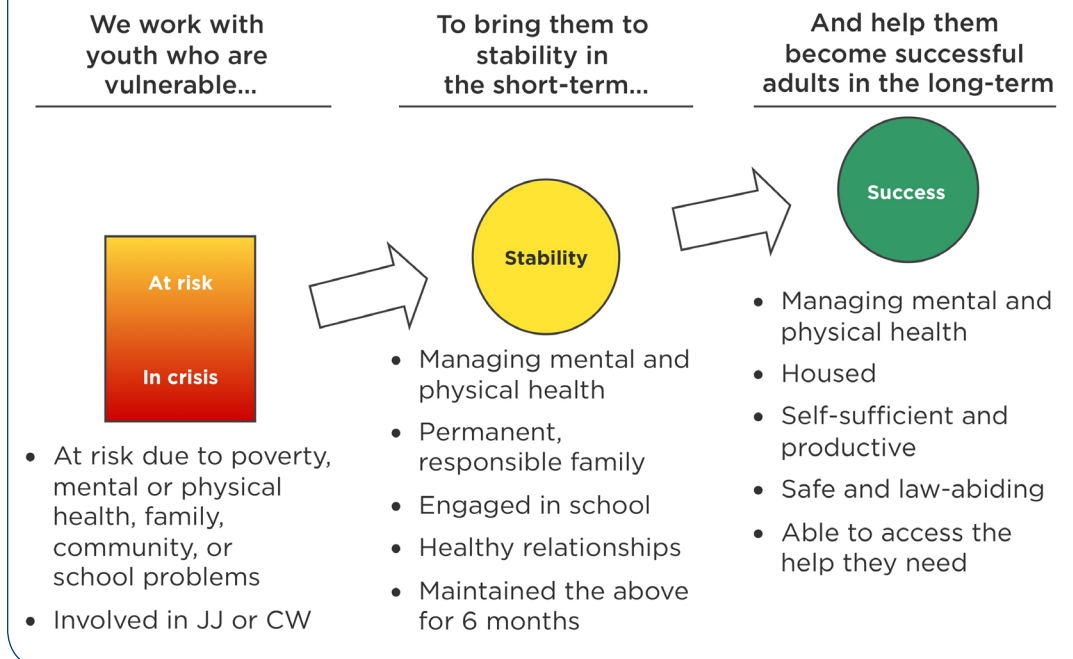 We work with
youth who are
vulnerable...
At risk
In crisis
• At risk due to poverty,
mental or physical
health, family,
community, or
school problems
• Involved in JJ or CW
To bring them to
stability in
the short-term...
Stability
• Managing mental and
physical health
• Permanent,
responsible family
• Engaged in school
• Healthy relationships
• Maintained the above
for 6 months
And help them
become successful
adults in the long-term
Success
• Managing mental and
physical health
• Housed
• Self-sufficient and
productive
• Safe and law-abiding
• Able to access the
help they need